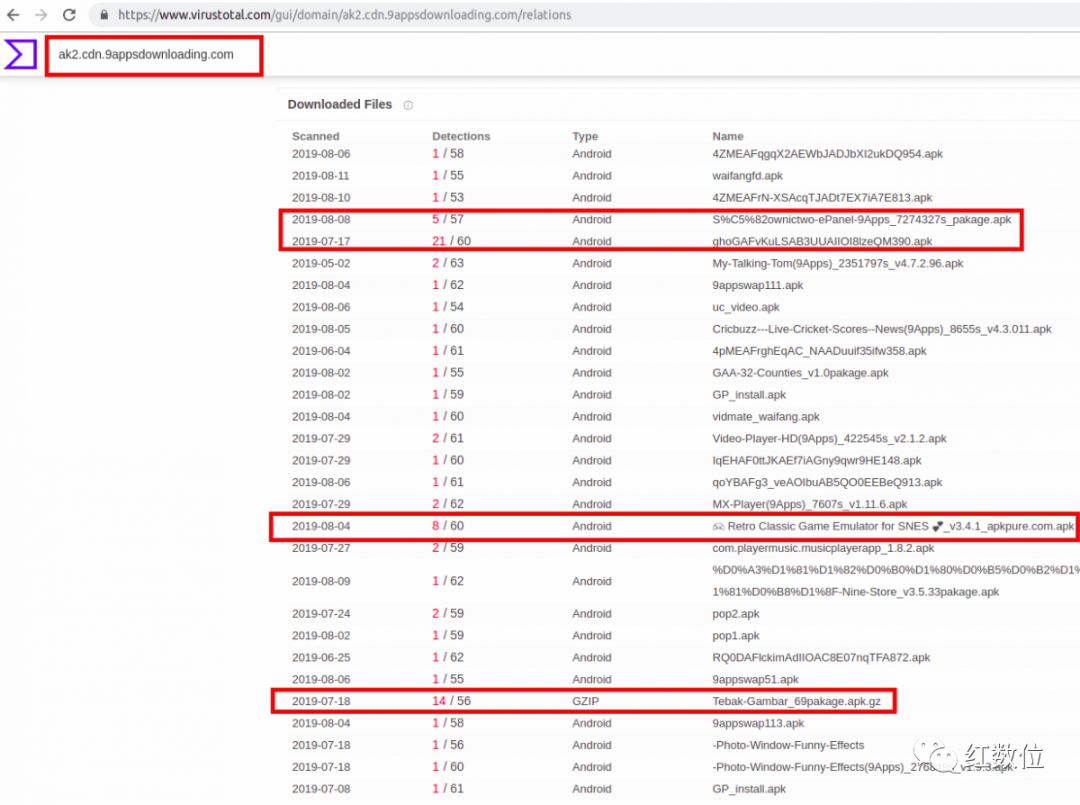 https://www.virustotal.com/gui/domain/ak2.cdn.9appsdownloading.com/relations
ak2.cdn.9appsdownloading.com
Downloaded Files
Scanned Detections Type Name
2019-08-06 1 / 58 Android 4ZMEAFqgqX2AEWbJADJbXI2ukDQ954.apk
2019-08-11 1 / 55 Android waifangfd.apk
2019-08-10 1 / 53 Android 4ZMEAFrN-XSAcqTJADt7EX7iA7E813.apk
2019-08-08 5 / 57 Android S%C5%82ownictwo-ePanel-9Apps_7274327s_pakage.apk
2019-07-17 21 / 60 Android ghoGAFvKuLSAB3UUAIIOI8lzeQM390.apk
2019-05-02 2 / 63 Android My-Talking-Tom(9Apps)_2351797s_v4.7.2.96.apk
2019-08-04 1 / 62 Android 9appswap111.apk
2019-08-06 1 / 54 Android uc_video.apk
2019-08-05 1 / 60 Android Cricbuzz---Live-Cricket-Scores--News(9Apps)_8655s_v4.3.011.apk
2019-06-04 1 / 61 Android 4pMEAFrghEqAC_NAADuuif35ifw358.apk
2019-08-02 1 / 55 Android GAA-32-Counties_v1.0pakage.apk
2019-08-02 1 / 59 Android GP_install.apk
2019-08-04 1 / 60 Android vidmate_waifang.apk
2019-07-29 2 / 61 Android Video-Player-HD(9Apps)_422545s_v2.1.2.apk
2019-07-29 1 / 60 Android IqEHAF0ttJKAEf7iAGny9qwr9HE148.apk
2019-08-06 1 / 61 Android qoYBAFg3_veAOIbuAB5QO0EEBeQ913.apk
2019-07-29 2 / 62 Android MX-Player(9Apps)_7607s_v1.11.6.apk
2019-08-04 8 / 60 Android 🎮 Retro Classic Game Emulator for SNES 💕_v3.4.1_apkpure.com.apk
2019-07-27 2 / 59 Android com.playermusic.musicplayerapp_1.8.2.apk
2019-08-09 1 / 62 Android %D0%A3%D1%81%D1%82%D0%B0%D1%80%D0%B5%D0%B2%D1%
1%81%D0%B8%D1%8F-Nine-Store_v3.5.33pakage.apk
2019-07-24 2 / 59 Android pop2.apk
2019-08-02 1 / 59 Android pop1.apk
2019-06-25 1 / 62 Android RQ0DAFlckimAdIIOAC8E07nqTFA872.apk
2019-08-06 1 / 55 Android 9appswap51.apk
2019-07-18 14 / 56 GZIP Tebak-Gambar_69pakage.apk.gz
2019-08-04 1 / 58 Android 9appswap113.apk
2019-07-18 1 / 56 Android -Photo-Window-Funny-Effects
2019-07-18 1 / 60 Android -Photo-Window-Funny-Effects(9Apps)
2019-07-08 1 / 61 Android GP_install.apk
红数位